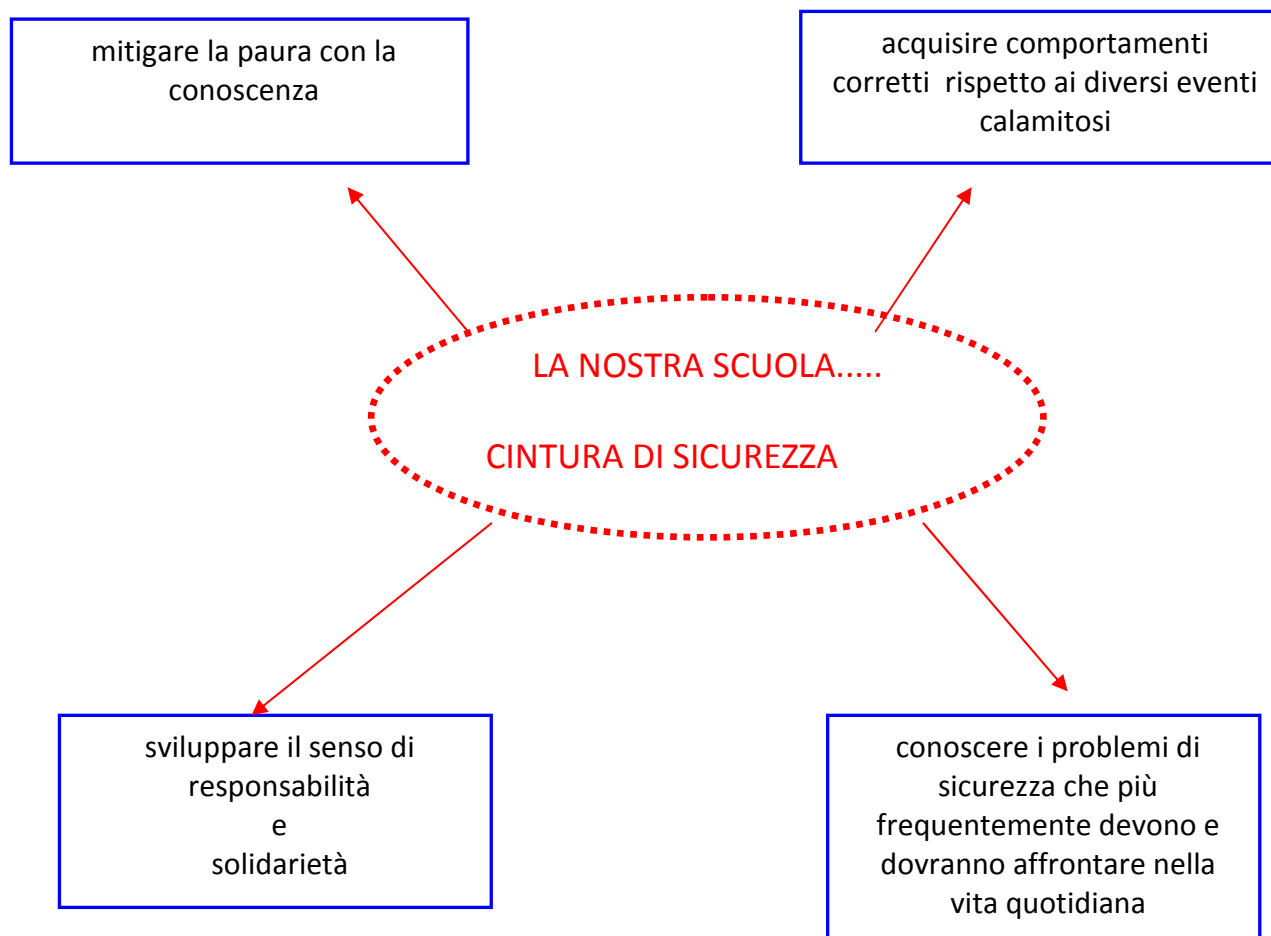 mitigare la paura con la
conoscenza
acquisire comportamenti
corretti rispetto ai diversi eventi
calamitosi
LA NOSTRA SCUOLA.....
CINTURA DI SICUREZZA
sviluppare il senso di
responsabilità
e
solidarietà
conoscere i problemi di
sicurezza che più
frequentemente devono e
dovranno affrontare nella
vita quotidiana